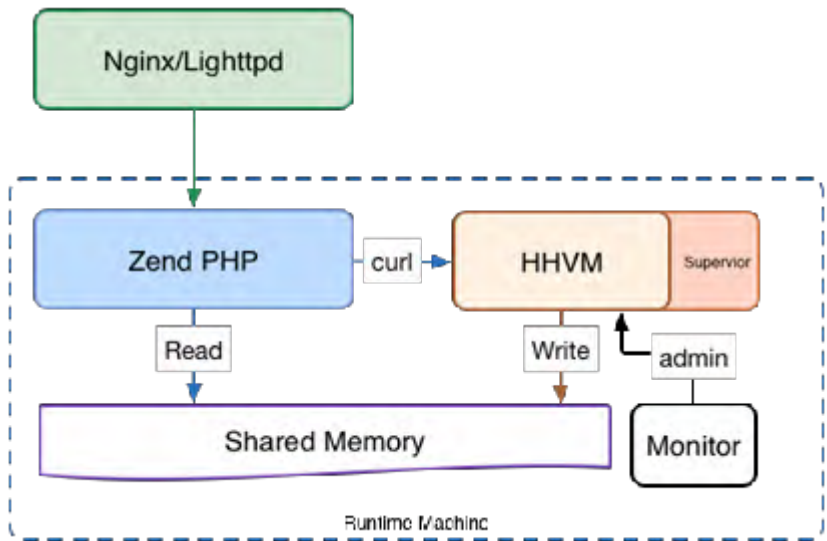 Nginx/Lighttpd
Zend PHP
curl
HHVM
Supervior
Read
Write
admin
Shared Memory
Monitor
Runtime Machine